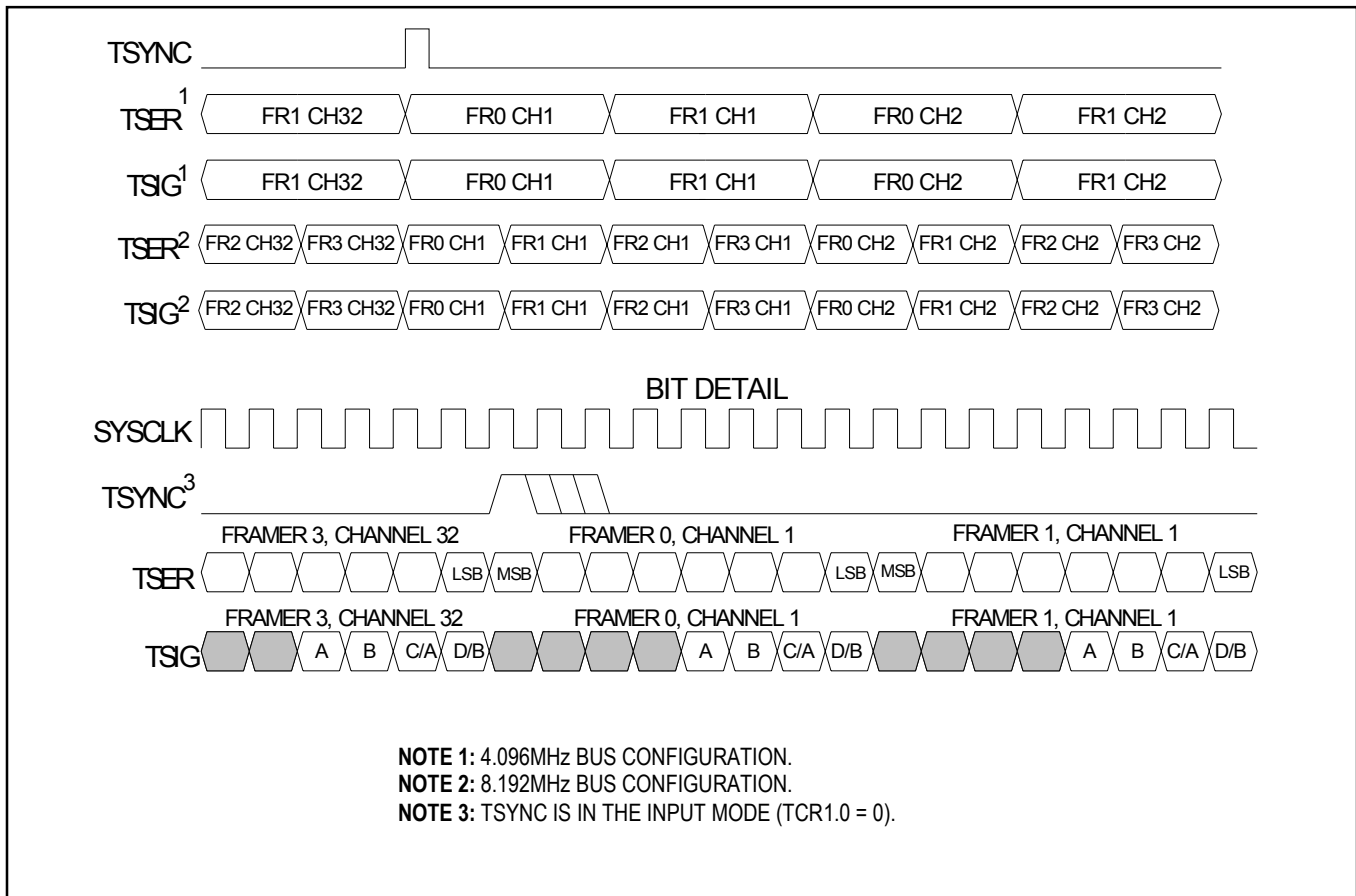 TSYNC
TSER1 FR1 CH32 FR0 CH1 FR1 CH1 FR0 CH2 FR1 CH2
TSIG1 FR1 CH32 FR0 CH1 FR1 CH1 FR0 CH2 FR1 CH2
TSER2 FR2 CH32 FR3 CH32 FR0 CH1 FR1 CH1 FR2 CH1 FR3 CH1 FR0 CH2 FR1 CH2 FR2 CH2 FR3 CH2
TSIG2 FR2 CH32 FR3 CH32 FR0 CH1 FR1 CH1 FR2 CH1 FR3 CH1 FR0 CH2 FR1 CH2 FR2 CH2 FR3 CH2
BIT DETAIL
SYSCLK
TSYNC3
FRAMER 3, CHANNEL 32 FRAMER 0, CHANNEL 1 FRAMER 1, CHANNEL 1
TSER LSB MSB LSB MSB LSB
FRAMER 3, CHANNEL 32 FRAMER 0, CHANNEL 1 FRAMER 1, CHANNEL 1
TSIG A B C/A D/B A B C/A D/B A B C/A D/B
NOTE 1: 4.096MHz BUS CONFIGURATION.
NOTE 2: 8.192MHz BUS CONFIGURATION.
NOTE 3: TSYNC IS IN THE INPUT MODE (TCR1.0 = 0).